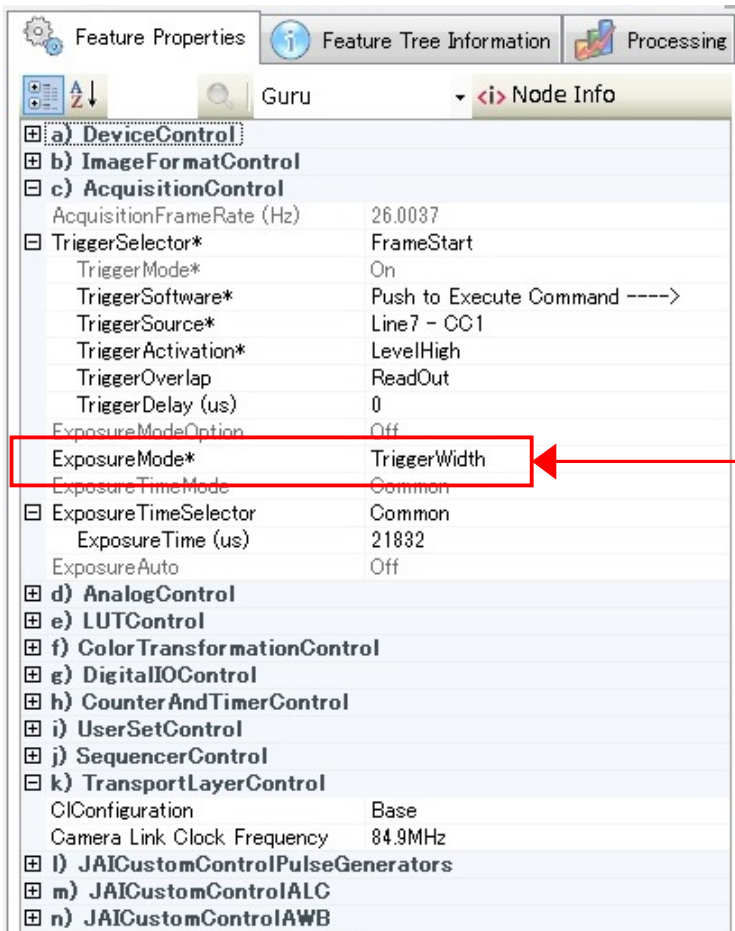 Feature Properties Feature Tree Information Processing
Guru <i> Node Info
a) DeviceControl
b) ImageFormatControl
c) AcquisitionControl
AcquisitionFrameRate (Hz) 26.0037
TriggerSelector* FrameStart
TriggerMode* On
TriggerSoftware* Push to Execute Command ---->
TriggerSource* Line7 - CC1
TriggerActivation* LevelHigh
TriggerOverlap ReadOut
TriggerDelay (us) 0
ExposureModeOption Off
ExposureMode* TriggerWidth
ExposureTimeMode Common
ExposureTimeSelector Common
ExposureTime (us) 21832
ExposureAuto Off
d) AnalogControl
e) LUTControl
f) ColorTransformationControl
g) DigitalIOControl
h) CounterAndTimerControl
i) UserSetControl
j) SequencerControl
k) TransportLayerControl
ClConfiguration Base
Camera Link Clock Frequency 84.9MHz
l) JAICustomControlPulseGenerators
m) JAICustomControlALC
n) JAICustomControlAWB